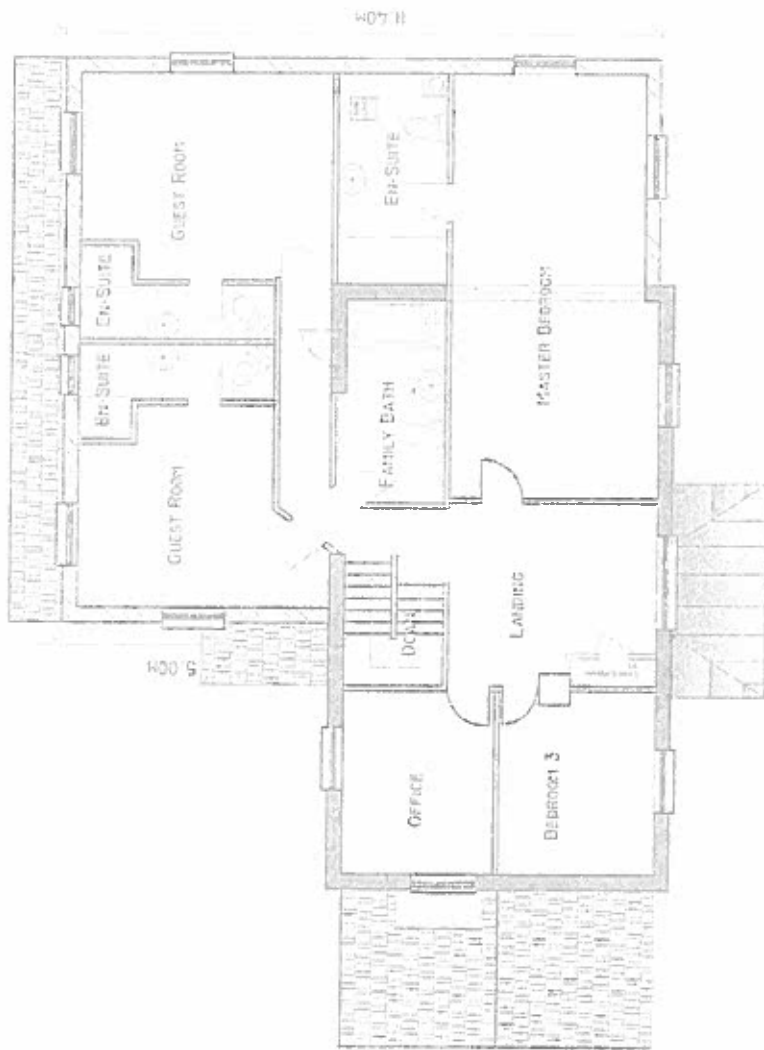 11.40M
GUEST ROOM
EN-SUITE
EN-SUITE
EN-SUITE
GUEST ROOM
MASTER BEDROOM
FAMILY BATH
LANDING
DOWN
5.00M
OFFICE
BEDROOM 3